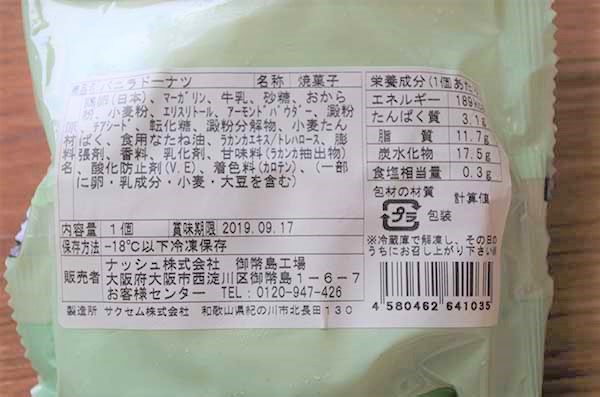 バニラドーナツ 名称 焼菓子
鶏卵(日本)、マーガリン、牛乳、砂糖、おから
粉、小麦粉、エリスリトール、アーモンドパウダー、澱粉
チアシード、転化糖、澱粉分解物、小麦たん
材ぱく、食用なたね油、ラカンカエキス/トレハロース、膨
料張剤、香料、乳化剤、甘味料(ラカンカ抽出物)
名、酸化防止剤(V.E)、着色料(カロテン)、(一部
に卵・乳成分・小麦・大豆を含む)
内容量 1個 賞味期限 2019.09.17
保存方法 -18℃以下冷凍保存
販売者 ナッシュ株式会社 御幣島工場
大阪府大阪市西淀川区御幣島1-6-7
お客様センター TEL:0120-947-426
製造所 サクセム株式会社 和歌山県紀の川市北長田130
栄養成分(1個あたり
エネルギー 189kcal
たんぱく質 3.1g
脂質 11.7g
炭水化物 17.5g
食塩相当量 0.3g
計算値
包材の材質
プラ 包装
※冷蔵庫で解凍し、その日の
うちにお召し上がり下さい
4580462641035